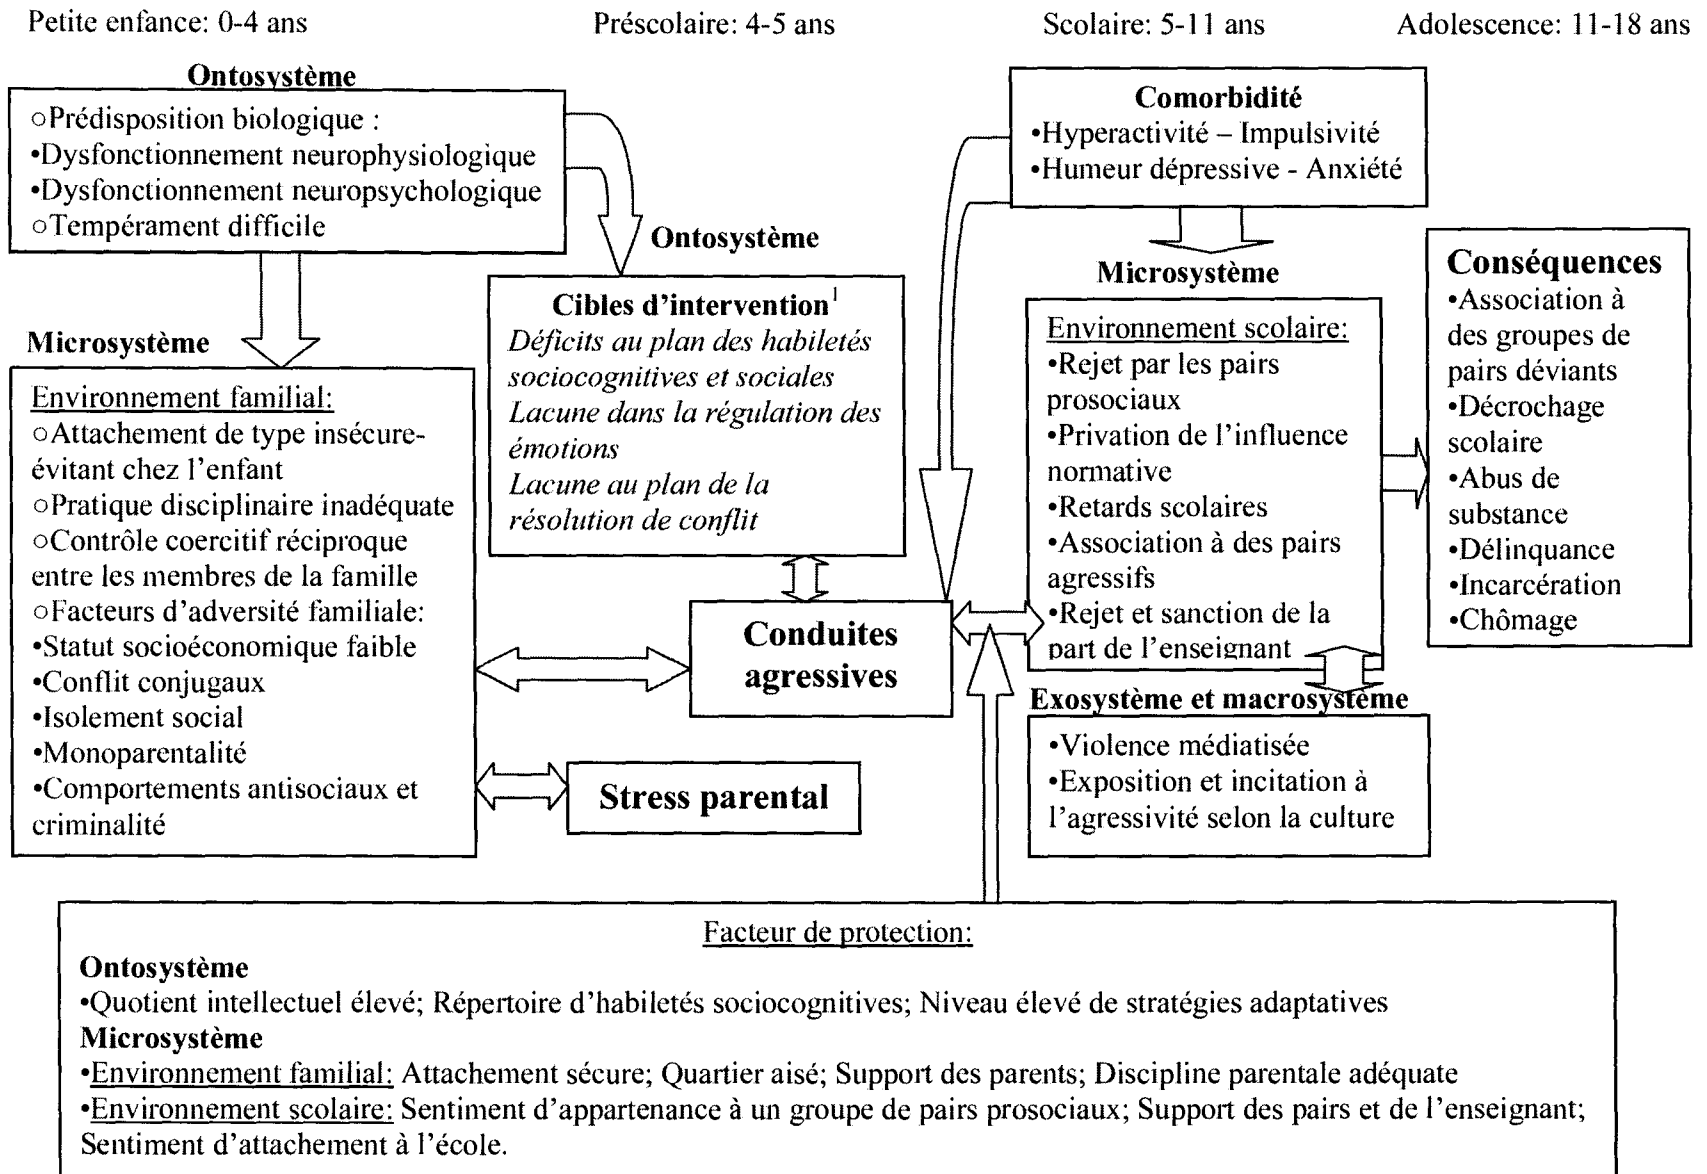 Petite enfance: 0-4 ans
Préscolaire: 4-5 ans
Scolaire: 5-11 ans
Adolescence: 11-18 ans
Ontosystème
○Prédisposition biologique :
•Dysfonctionnement neurophysiologique
•Dysfonctionnement neuropsychologique
○Tempérament difficile
Microsystème
Environnement familial:
○Attachement de type insécure-
évitant chez l'enfant
○Pratique disciplinaire inadéquate
○Contrôle coercitif réciproque
entre les membres de la famille
○Facteurs d'adversité familiale:
•Statut socioéconomique faible
•Conflit conjugaux
•Isolement social
•Monoparentalité
•Comportements antisociaux et
criminalité
Ontosystème
Cibles d'intervention1
Déficits au plan des habiletés
sociocognitives et sociales
Lacune dans la régulation des
émotions
Lacune au plan de la
résolution de conflit
Conduites
agressives
Stress parental
Comorbidité
•Hyperactivité – Impulsivité
•Humeur dépressive - Anxiété
Microsystème
Environnement scolaire:
•Rejet par les pairs
prosociaux
•Privation de l'influence
normative
•Retards scolaires
•Association à des pairs
agressifs
•Rejet et sanction de la
part de l'enseignant
Exosystème et macrosystème
•Violence médiatisée
•Exposition et incitation à
l'agressivité selon la culture
Conséquences
•Association à
des groupes de
pairs déviants
•Décrochage
scolaire
•Abus de
substance
•Délinquance
•Incarcération
•Chômage
Facteur de protection:
Ontosystème
•Quotient intellectuel élevé; Répertoire d'habiletés sociocognitives; Niveau élevé de stratégies adaptatives
Microsystème
•Environnement familial: Attachement sécure; Quartier aisé; Support des parents; Discipline parentale adéquate
•Environnement scolaire: Sentiment d'appartenance à un groupe de pairs prosociaux; Support des pairs et de l'enseignant;
Sentiment d'attachement à l'école.